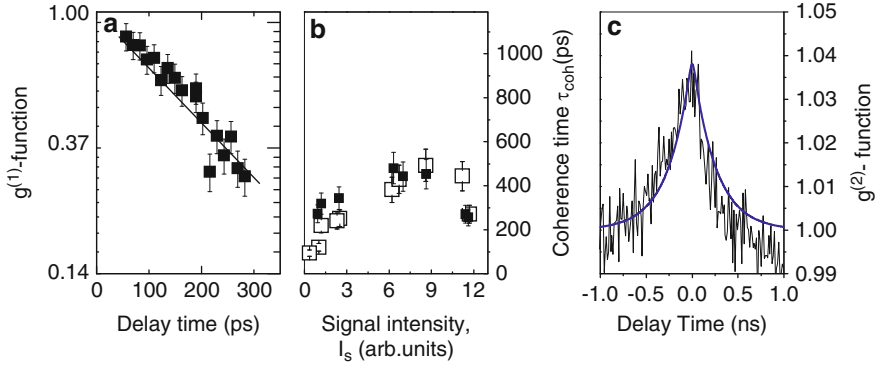 a
1.00
0.37
0.14
g(1)-function
0 100 200 300
Delay time (ps)
b
1000
800
600
400
200
0
Coherence time τcoh(ps)
0 3 6 9 12
Signal intensity,
Is (arb.units)
c
1.05
1.04
1.03
1.02
1.01
1.00
0.99
g(2)- function
-1.0 -0.5 0.0 0.5 1.0
Delay Time (ns)